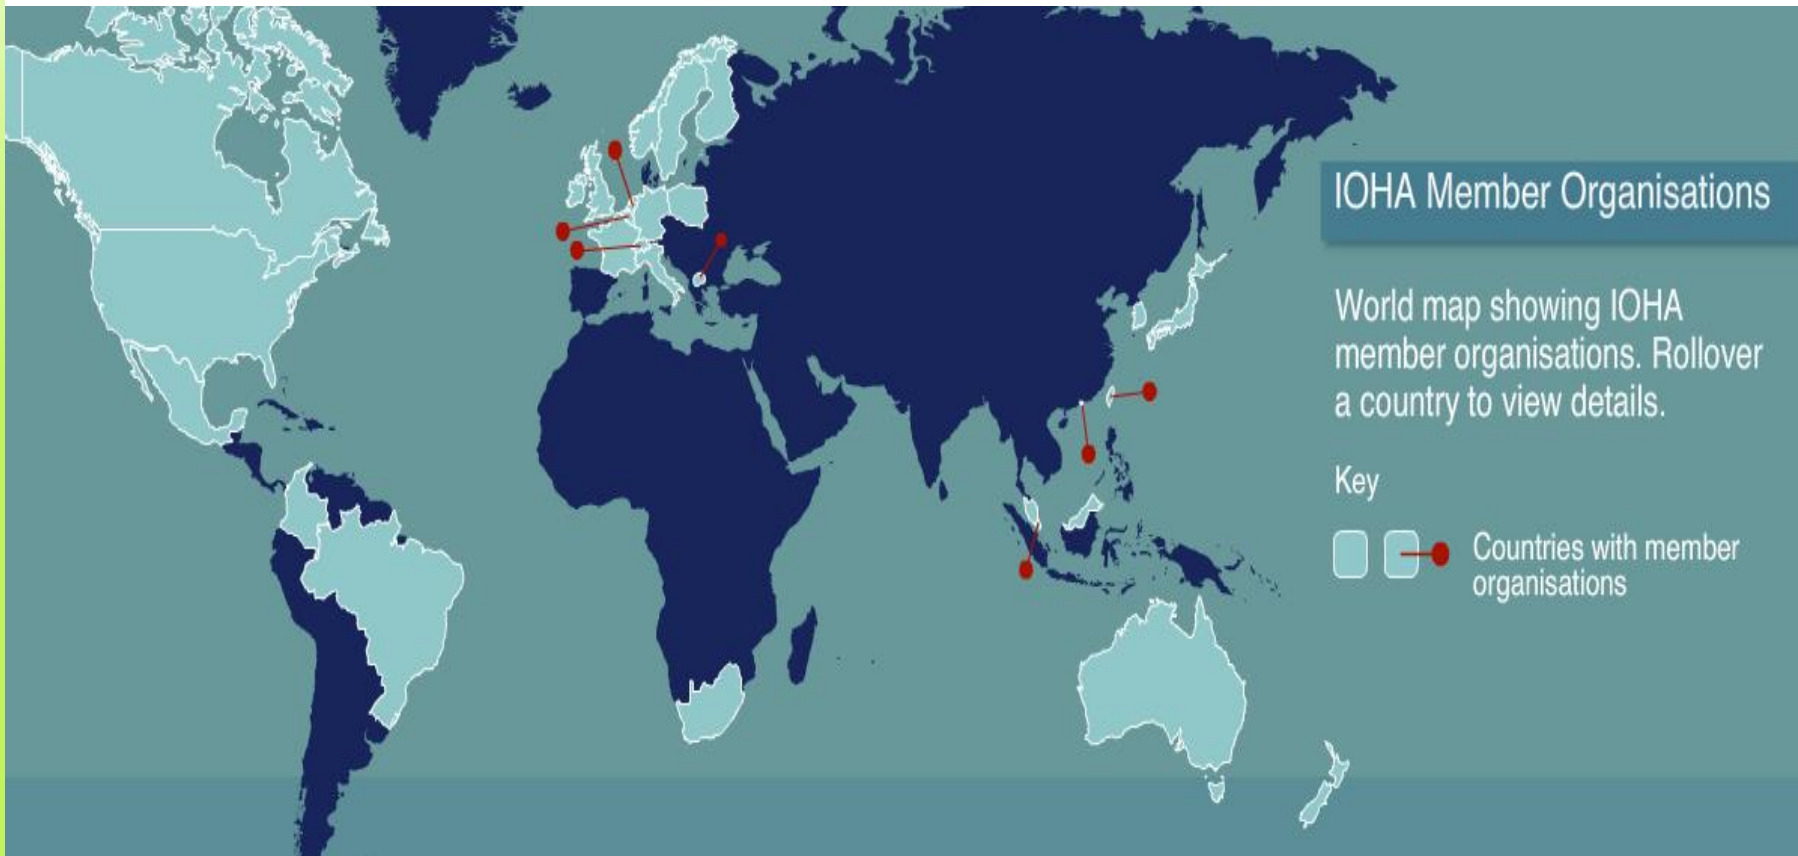 IOHA Member Organisations
World map showing IOHA
member organisations. Rollover
a country to view details.
Key
Countries with member
organisations